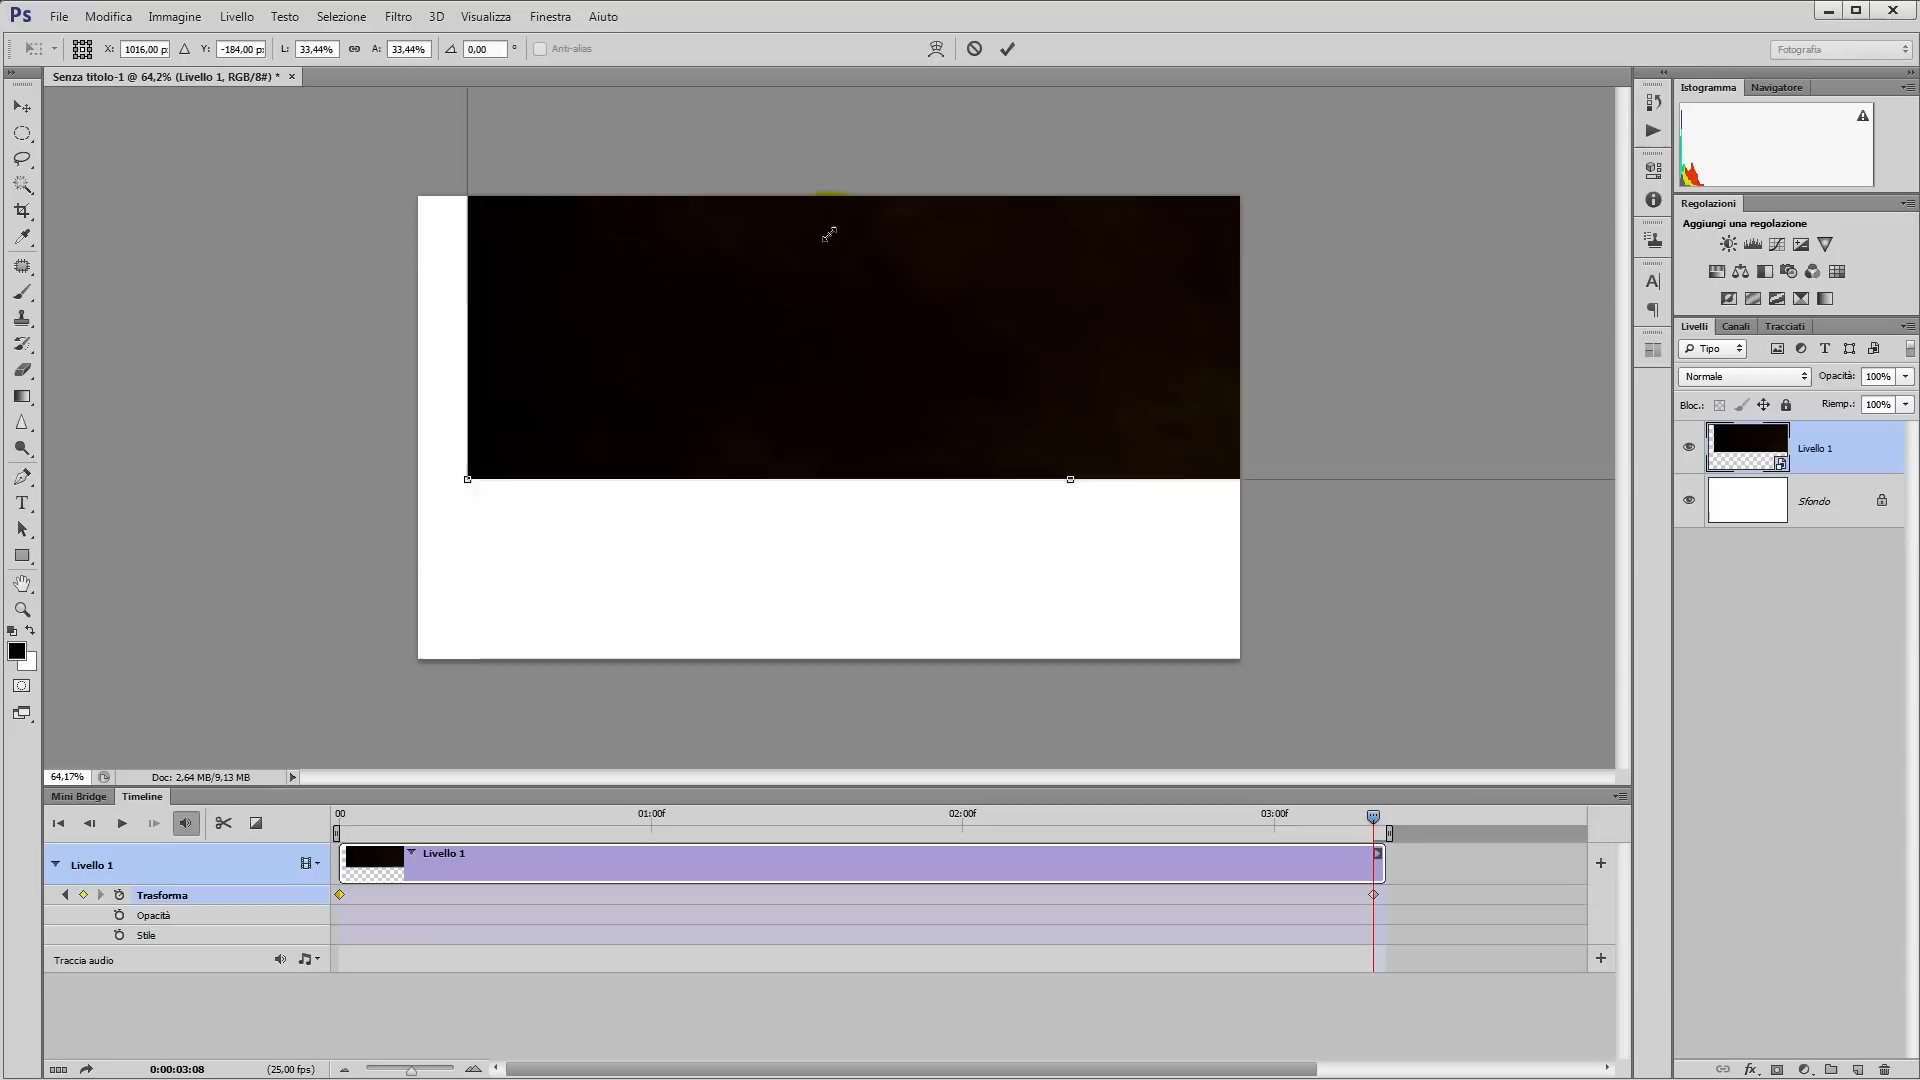 Ps File Modifica Immagine Livello Testo Selezione Filtro 3D Visualizza Finestra Aiuto
X: 1016,00 p: Y: -184,00 p: L: 33,44% A: 33,44% 0,00 ° Anti-alias Fotografia
Senza titolo-1 @ 64,2% (Livello 1, RGB/8#) * ×
Istogramma Navigatore
Regolazioni
Aggiungi una regolazione
Livelli Canali Tracciati
Tipo
Normale Opacità: 100%
Bloc.: Riemp.: 100%
Livello 1
Sfondo
64,17% Doc: 2,64 MB/9,13 MB
Mini Bridge Timeline
00 01:00f 02:00f 03:00f
Livello 1 Livello 1
Trasforma
Opacità
Stile
Traccia audio
0:00:03:08 (25,00 fps)